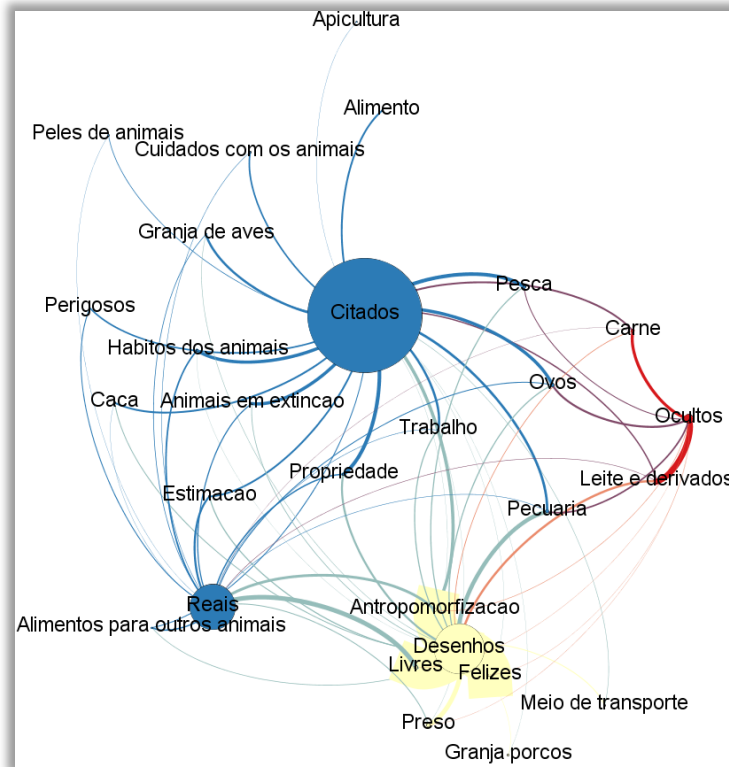 Apicultura
Alimento
Peles de animais
Cuidados com os animais
Granja de aves
Pesca
Perigosos
Citados
Carne
Habitos dos animais
Ovos
Caca
Animais em extincao
Ocultos
Trabalho
Propriedade
Leite e derivados
Estimacao
Pecuaria
Reais
Antropomorfizacao
Alimentos para outros animais
Desenhos
Livres
Felizes
Meio de transporte
Preso
Granja porcos